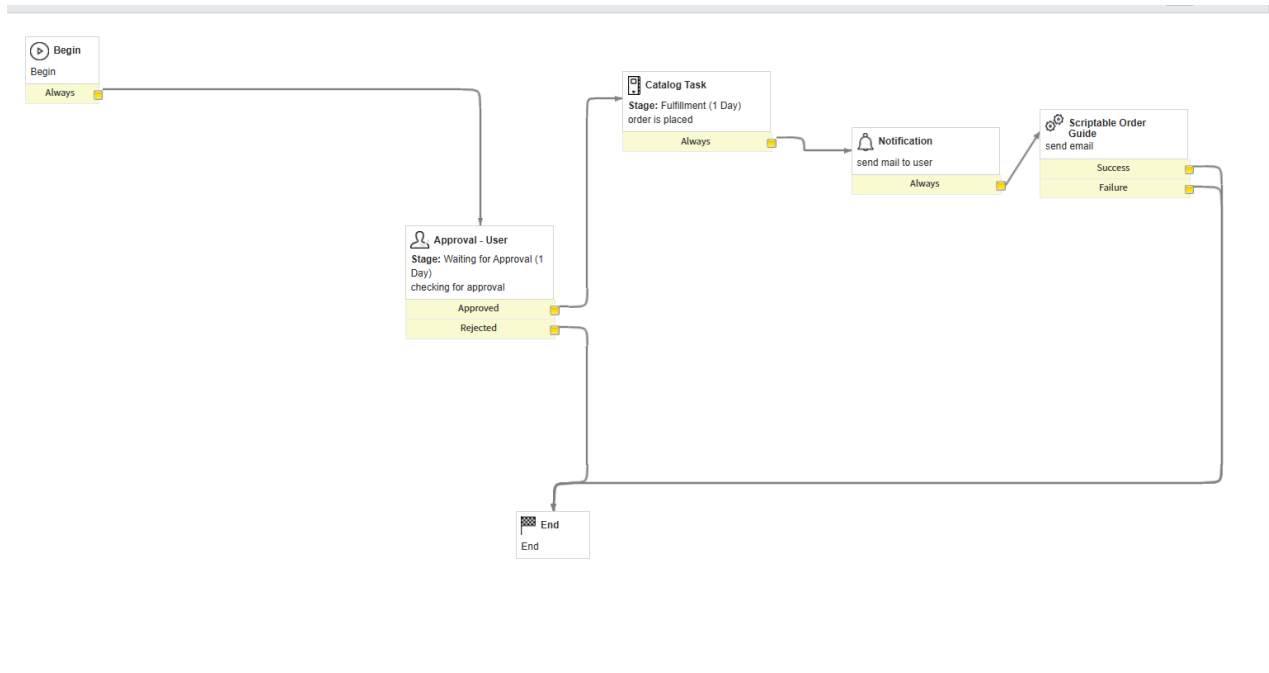 Begin
Begin
Always
Catalog Task
Stage: Fulfillment (1 Day)
order is placed
Always
Notification
send mail to user
Always
Scriptable Order
Guide
send email
Success
Failure
Approval - User
Stage: Waiting for Approval (1
Day)
checking for approval
Approved
Rejected
End
End